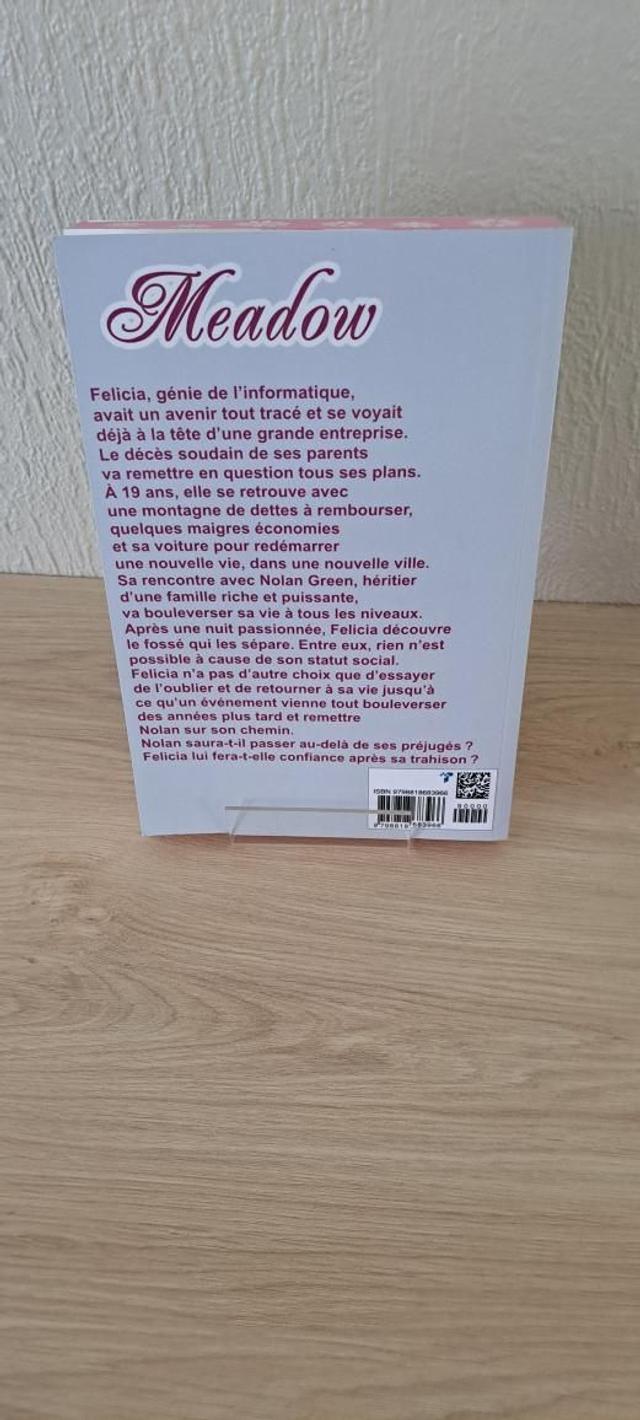 Meadow
Felicia, génie de l'informatique,
avait un avenir tout tracé et se voyait
déjà à la tête d'une grande entreprise.
Le décès soudain de ses parents
va remettre en question tous ses plans.
À 19 ans, elle se retrouve avec
une montagne de dettes à rembourser,
quelques maigres économies
et sa voiture pour redémarrer
une nouvelle vie, dans une nouvelle ville.
Sa rencontre avec Nolan Green, héritier
d'une famille riche et puissante,
va bouleverser sa vie à tous les niveaux.
Après une nuit passionnée, Felicia découvre
le fossé qui les sépare. Entre eux, rien n'est
possible à cause de son statut social.
Felicia n'a pas d'autre choix que d'essayer
de l'oublier et de retourner à sa vie jusqu'à
ce qu'un événement vienne tout bouleverser
des années plus tard et remettre
Nolan sur son chemin.
Nolan saura-t-il passer au-delà de ses préjugés ?
Felicia lui fera-t-elle confiance après sa trahison ?
ISBN 9798818683966
90000
9 798818 683966